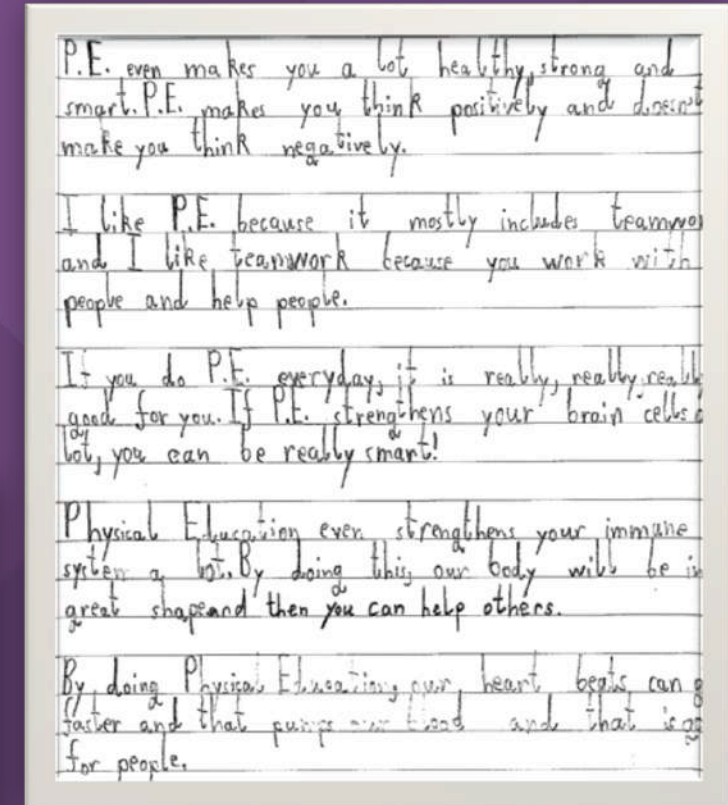 P.E. even makes you a lot healthy, strong and
smart. P.E. makes you think positively and doesn't
make you think negatively.
I like P.E. because it mostly includes teamwo
and I like teamwork because you work with
people and help people.
If you do P.E. everyday, it is really, really, reall
good for you. If P.E. strengthens your brain cells a
lot, you can be really smart!
Physical Education even strengthens your immune
system a lot. By doing this, our body will be in
great shape and then you can help others.
By doing Physical Education, our heart beats can g
faster and that pumps our blood and that is go
for people.